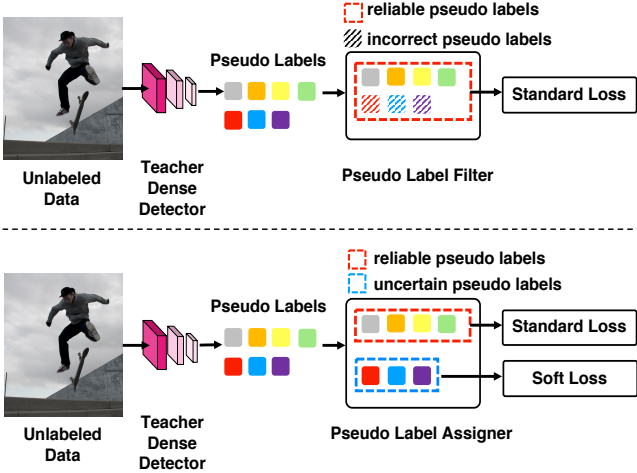 reliable pseudo labels
incorrect pseudo labels
Pseudo Labels
Standard Loss
Unlabeled
Data
Teacher
Dense
Detector
Pseudo Label Filter
reliable pseudo labels
uncertain pseudo labels
Pseudo Labels
Standard Loss
Soft Loss
Unlabeled
Data
Teacher
Dense
Detector
Pseudo Label Assigner